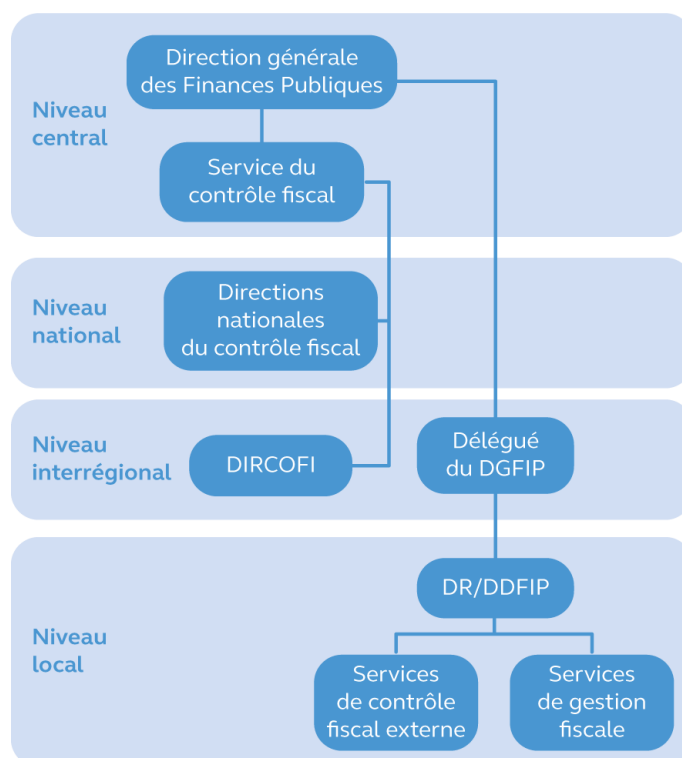 Niveau
central
Direction générale
des Finances Publiques
Service du
contrôle fiscal
Niveau
national
Directions
nationales
du contrôle fiscal
Niveau
interrégional
DIRCOFI
Délégué
du DGFIP
Niveau
local
DR/DDFIP
Services
de contrôle
fiscal externe
Services
de gestion
fiscale